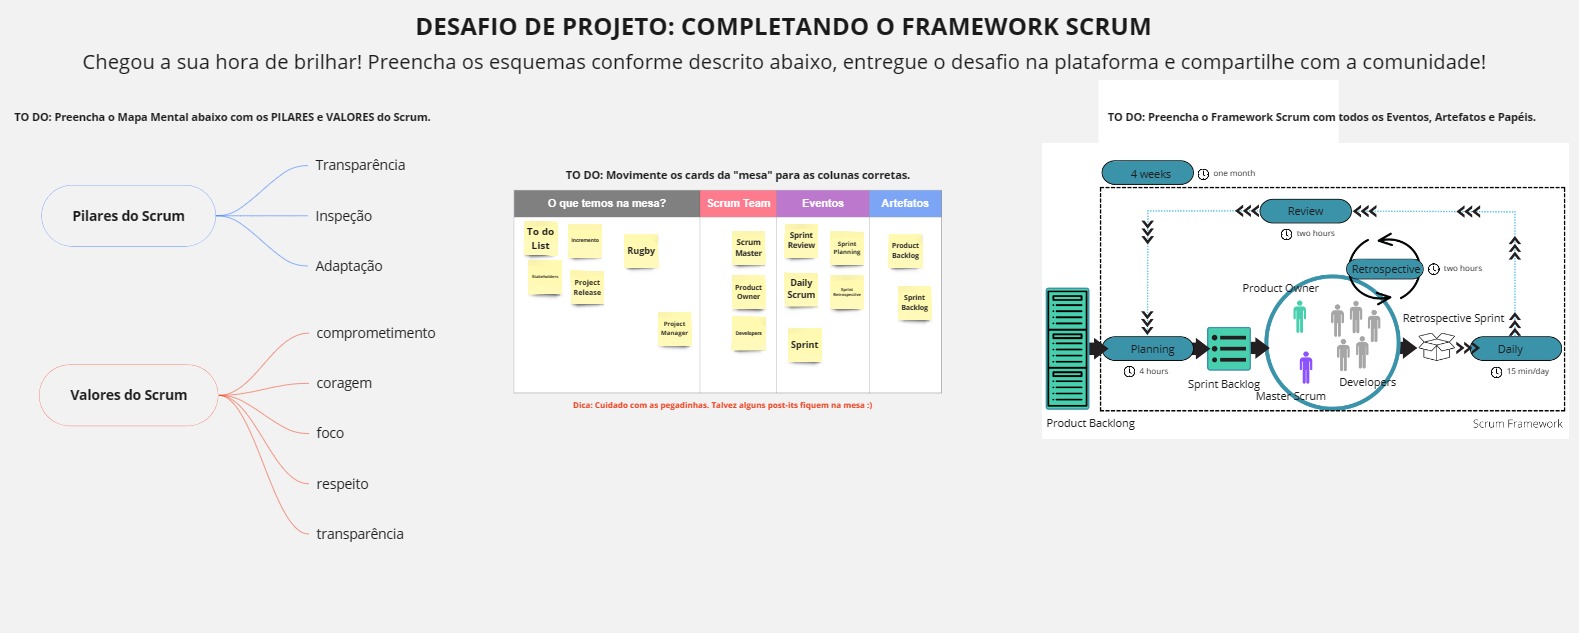 DESAFIO DE PROJETO: COMPLETANDO O FRAMEWORK SCRUM
Chegou a sua hora de brilhar! Preencha os esquemas conforme descrito abaixo, entregue o desafio na plataforma e compartilhe com a comunidade!
TO DO: Preencha o Mapa Mental abaixo com os PILARES e VALORES do Scrum.
Pilares do Scrum
Transparência
Inspeção
Adaptação
Valores do Scrum
comprometimento
coragem
foco
respeito
transparência
TO DO: Movimente os cards da "mesa" para as colunas corretas.
O que temos na mesa?
Scrum Team
Eventos
Artefatos
To do
List
Incremento
Rugby
Stakeholders
Project
Release
Project
Manager
Scrum
Master
Product
Owner
Developers
Sprint
Review
Sprint
Planning
Daily
Scrum
Sprint
Retrospective
Sprint
Product
Backlog
Sprint
Backlog
Dica: Cuidado com as pegadinhas. Talvez alguns post-its fiquem na mesa :)
TO DO: Preencha o Framework Scrum com todos os Eventos, Artefatos e Papéis.
4 weeks
one month
Review
two hours
Retrospective
two hours
Product Owner
Retrospective Sprint
Planning
4 hours
Sprint Backlog
Developers
Master Scrum
Daily
15 min/day
Product Backlong
Scrum Framework